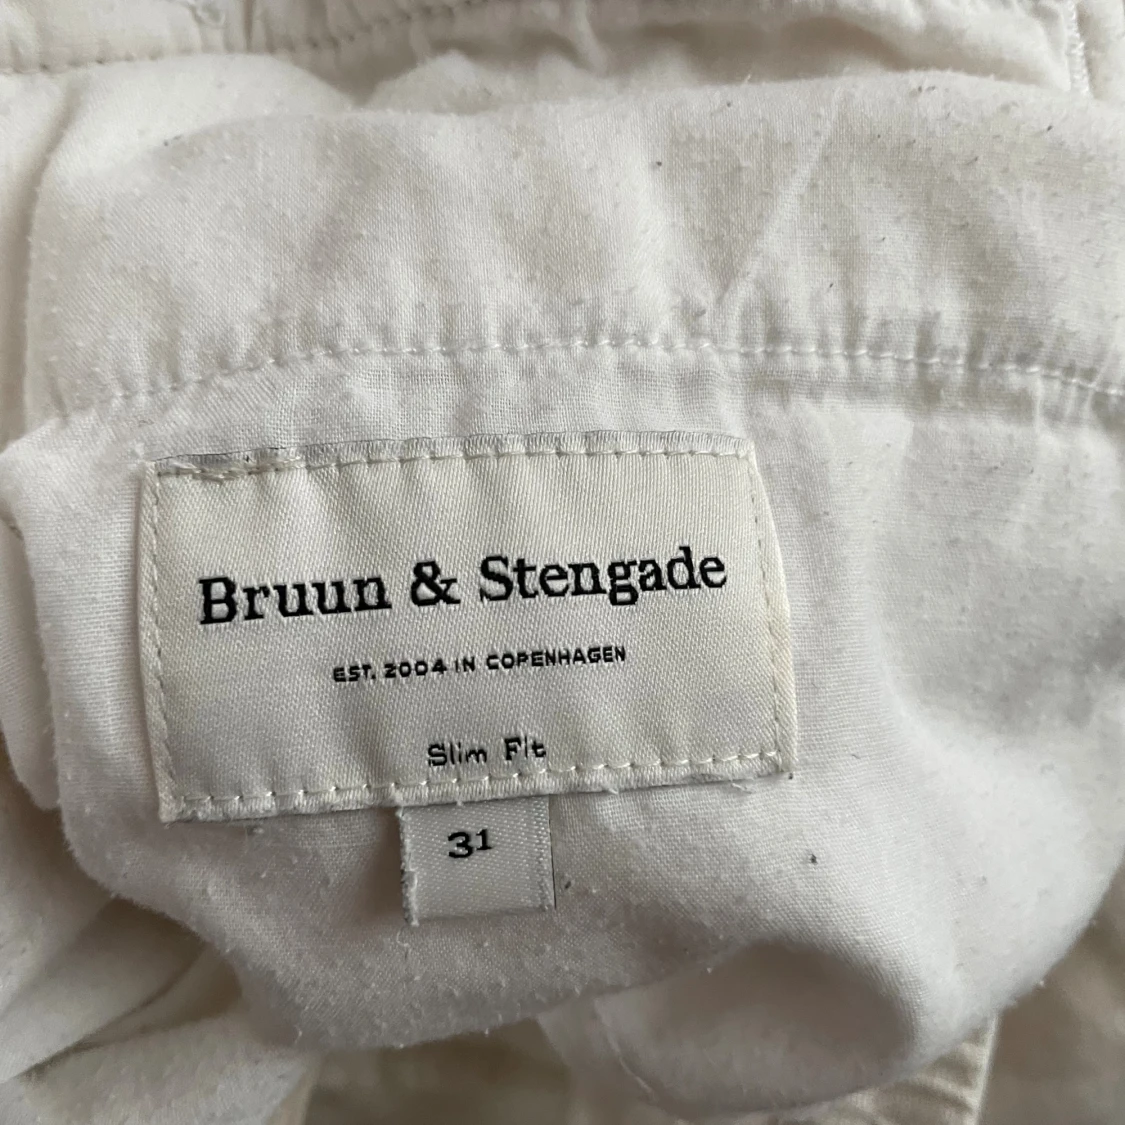 Bruun & Stengade
EST. 2004 IN COPENHAGEN
Slim Fit
31